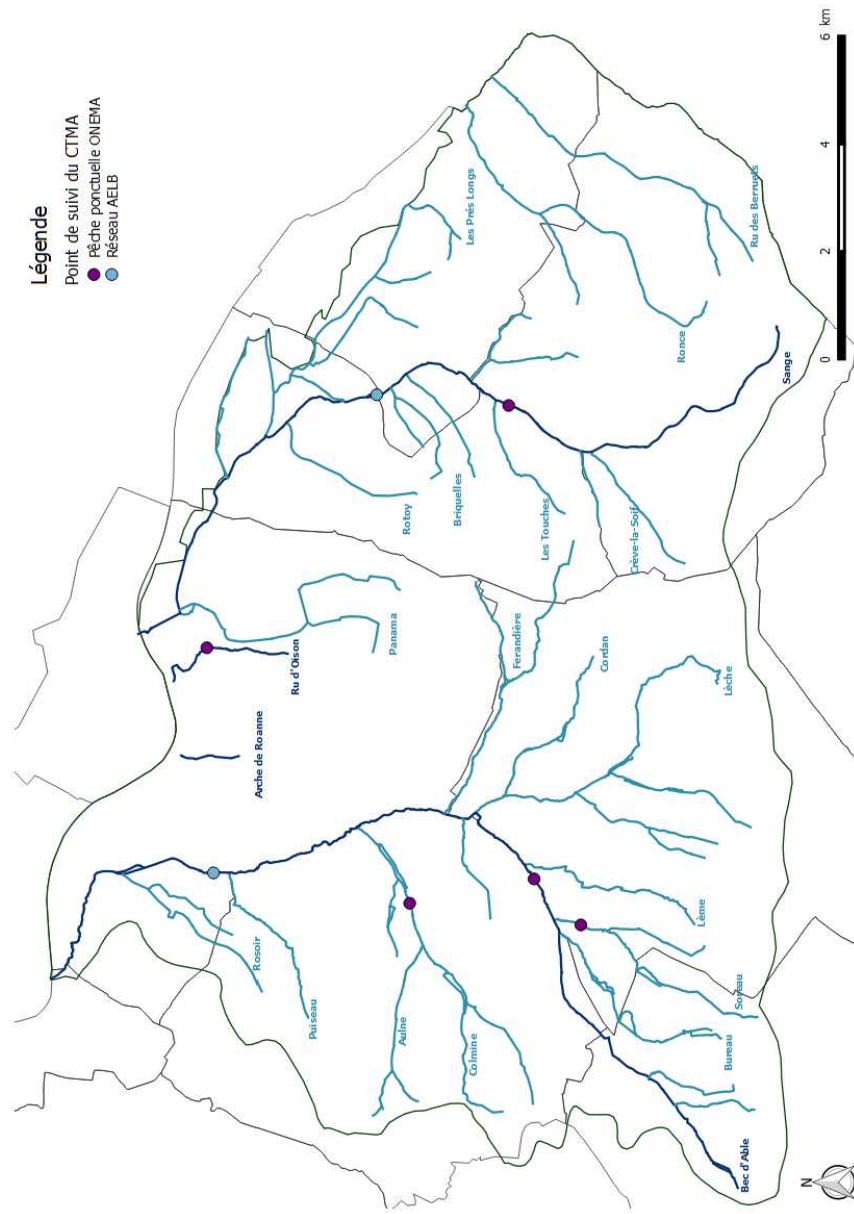 Légende
Point de suivi du CTMA
Pêche ponctuelle ONEMA
Réseau AELB
Rosoir
Puiseau
Aulne
Colmine
Bec d'Able
Bureau
Soreau
Lème
Arche de Roanne
Ru d'Oison
Panama
Ferandière
Cordan
Lèche
Rotoy
Briquelles
Les Touches
Crève-la-Soif
Les Prés Longs
Ronce
Ru des Berruets
Sange
N
0
2
4
6 km